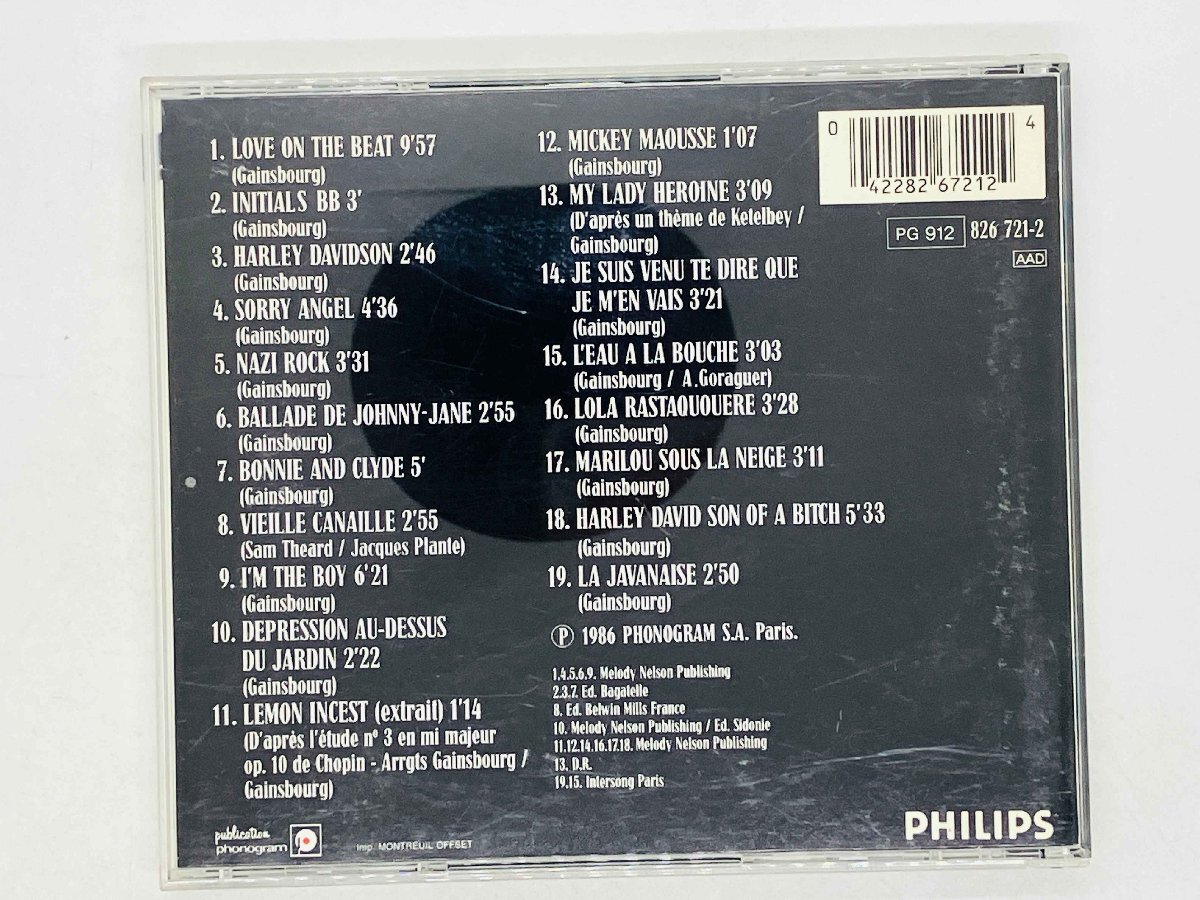 1. LOVE ON THE BEAT 9'57
(Gainsbourg)
2. INITIALS BB 3'
(Gainsbourg)
3. HARLEY DAVIDSON 2'46
(Gainsbourg)
4. SORRY ANGEL 4'36
(Gainsbourg)
5. NAZI ROCK 3'31
(Gainsbourg)
6. BALLADE DE JOHNNY-JANE 2'55
(Gainsbourg)
7. BONNIE AND CLYDE 5'
(Gainsbourg)
8. VIEILLE CANAILLE 2'55
(Sam Theard / Jacques Plante)
9. I'M THE BOY 6'21
(Gainsbourg)
10. DEPRESSION AU-DESSUS
DU JARDIN 2'22
(Gainsbourg)
11. LEMON INCEST (extrait) 1'14
(D'après l'étude nº 3 en mi majeur
op. 10 de Chopin - Arrgts Gainsbourg /
Gainsbourg)
12. MICKEY MAOUSSE 1'07
(Gainsbourg)
13. MY LADY HEROINE 3'09
(D'après un thème de Ketelbey /
Gainsbourg)
14. JE SUIS VENU TE DIRE QUE
JE M'EN VAIS 3'21
(Gainsbourg)
15. L'EAU A LA BOUCHE 3'03
(Gainsbourg / A.Goraguer)
16. LOLA RASTAQUOUERE 3'28
(Gainsbourg)
17. MARILOU SOUS LA NEIGE 3'11
(Gainsbourg)
18. HARLEY DAVID SON OF A BITCH 5'33
(Gainsbourg)
19. LA JAVANAISE 2'50
(Gainsbourg)
Ⓟ 1986 PHONOGRAM S.A. Paris.
1.4.5.6.9. Melody Nelson Publishing
2.3.7. Ed. Bagatelle
8. Ed. Belwin Mills France
10. Melody Nelson Publishing / Ed. Sidonie
11.12.14.16.17.18. Melody Nelson Publishing
13. D.R.
19.15. Intersong Paris
0 42282 67212 4
PG 912 826 721-2
AAD
publication
phonogram
Imp. MONTREUIL OFFSET
PHILIPS